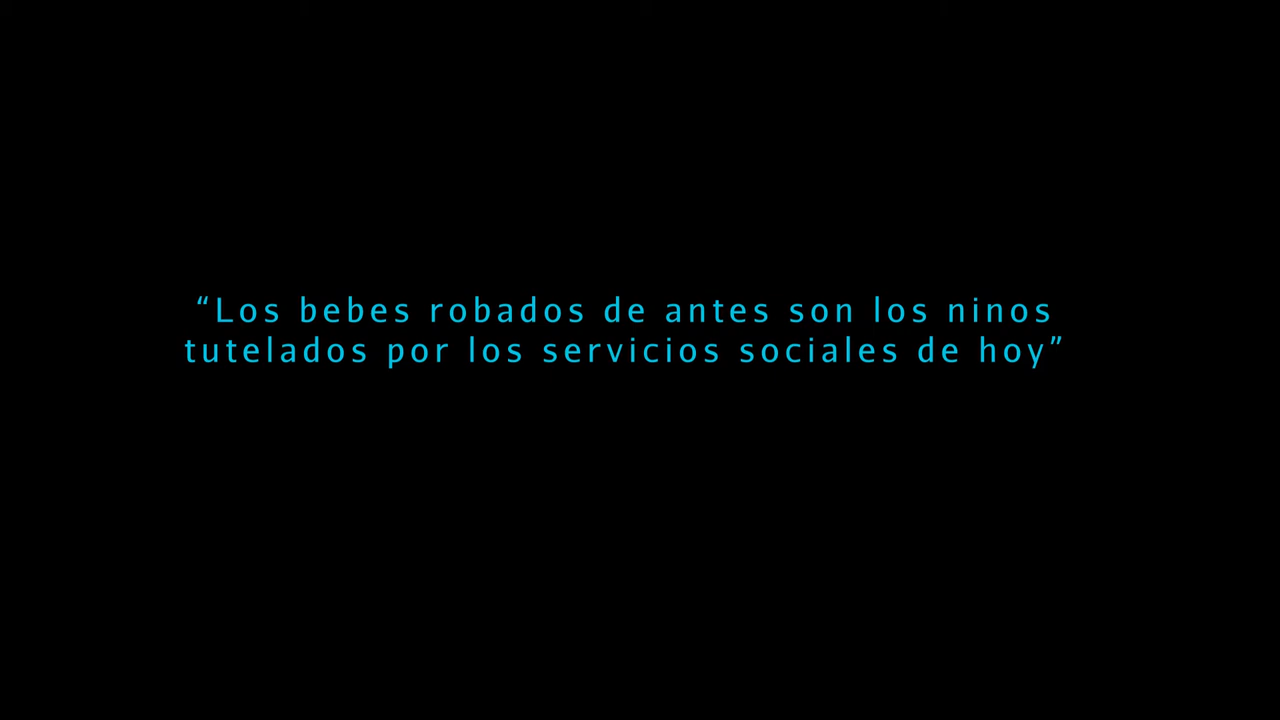 “Los bebes robados de antes son los ninos
tutelados por los servicios sociales de hoy”